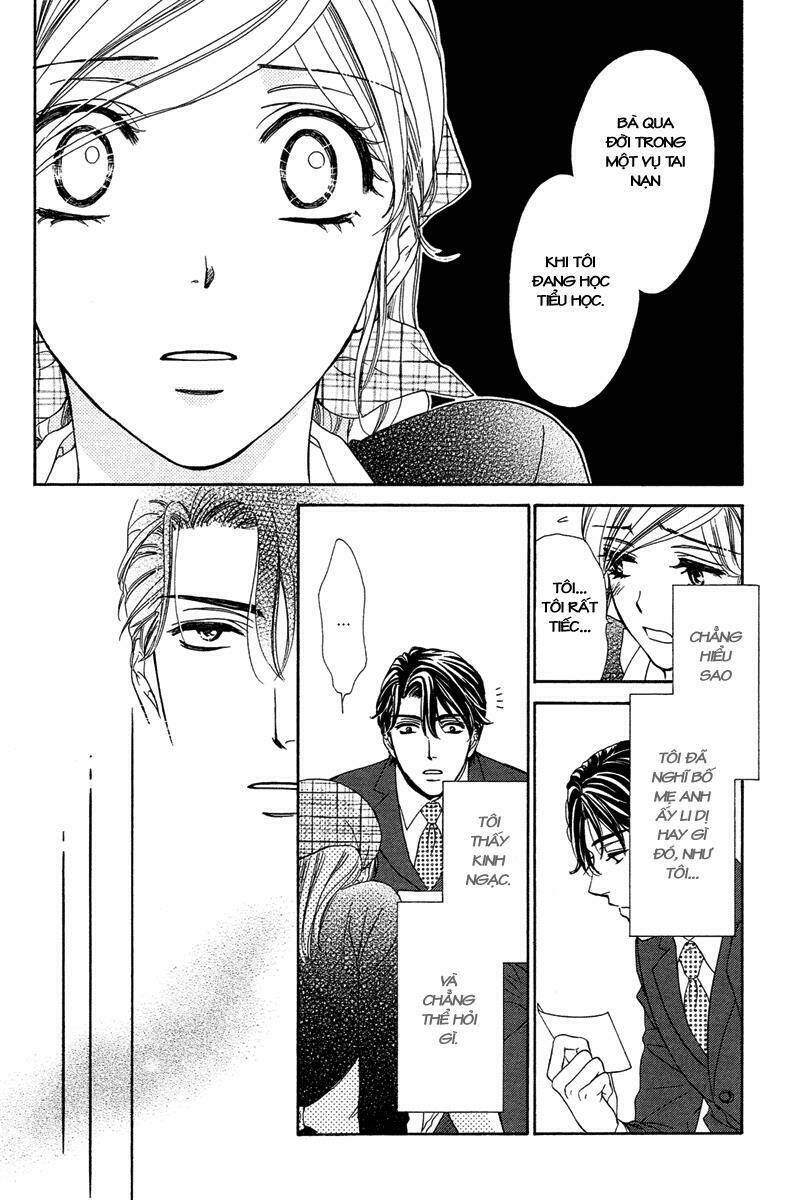 BÀ QUA
ĐỜI TRONG
MỘT VỤ TAI
NẠN
KHI TÔI
ĐANG HỌC
TIỂU HỌC.
TÔI...
TÔI RẤT
TIẾC...
CHẲNG
HIỂU
SAO
TÔI ĐÃ
NGHĨ BỐ
MẸ ANH
ẤY LI DỊ
HAY GÌ
ĐÓ, NHƯ
TÔI...
...
TÔI
THẤY
KINH
NGẠC.
VÀ
CHẲNG
THỂ HỎI
GÌ.